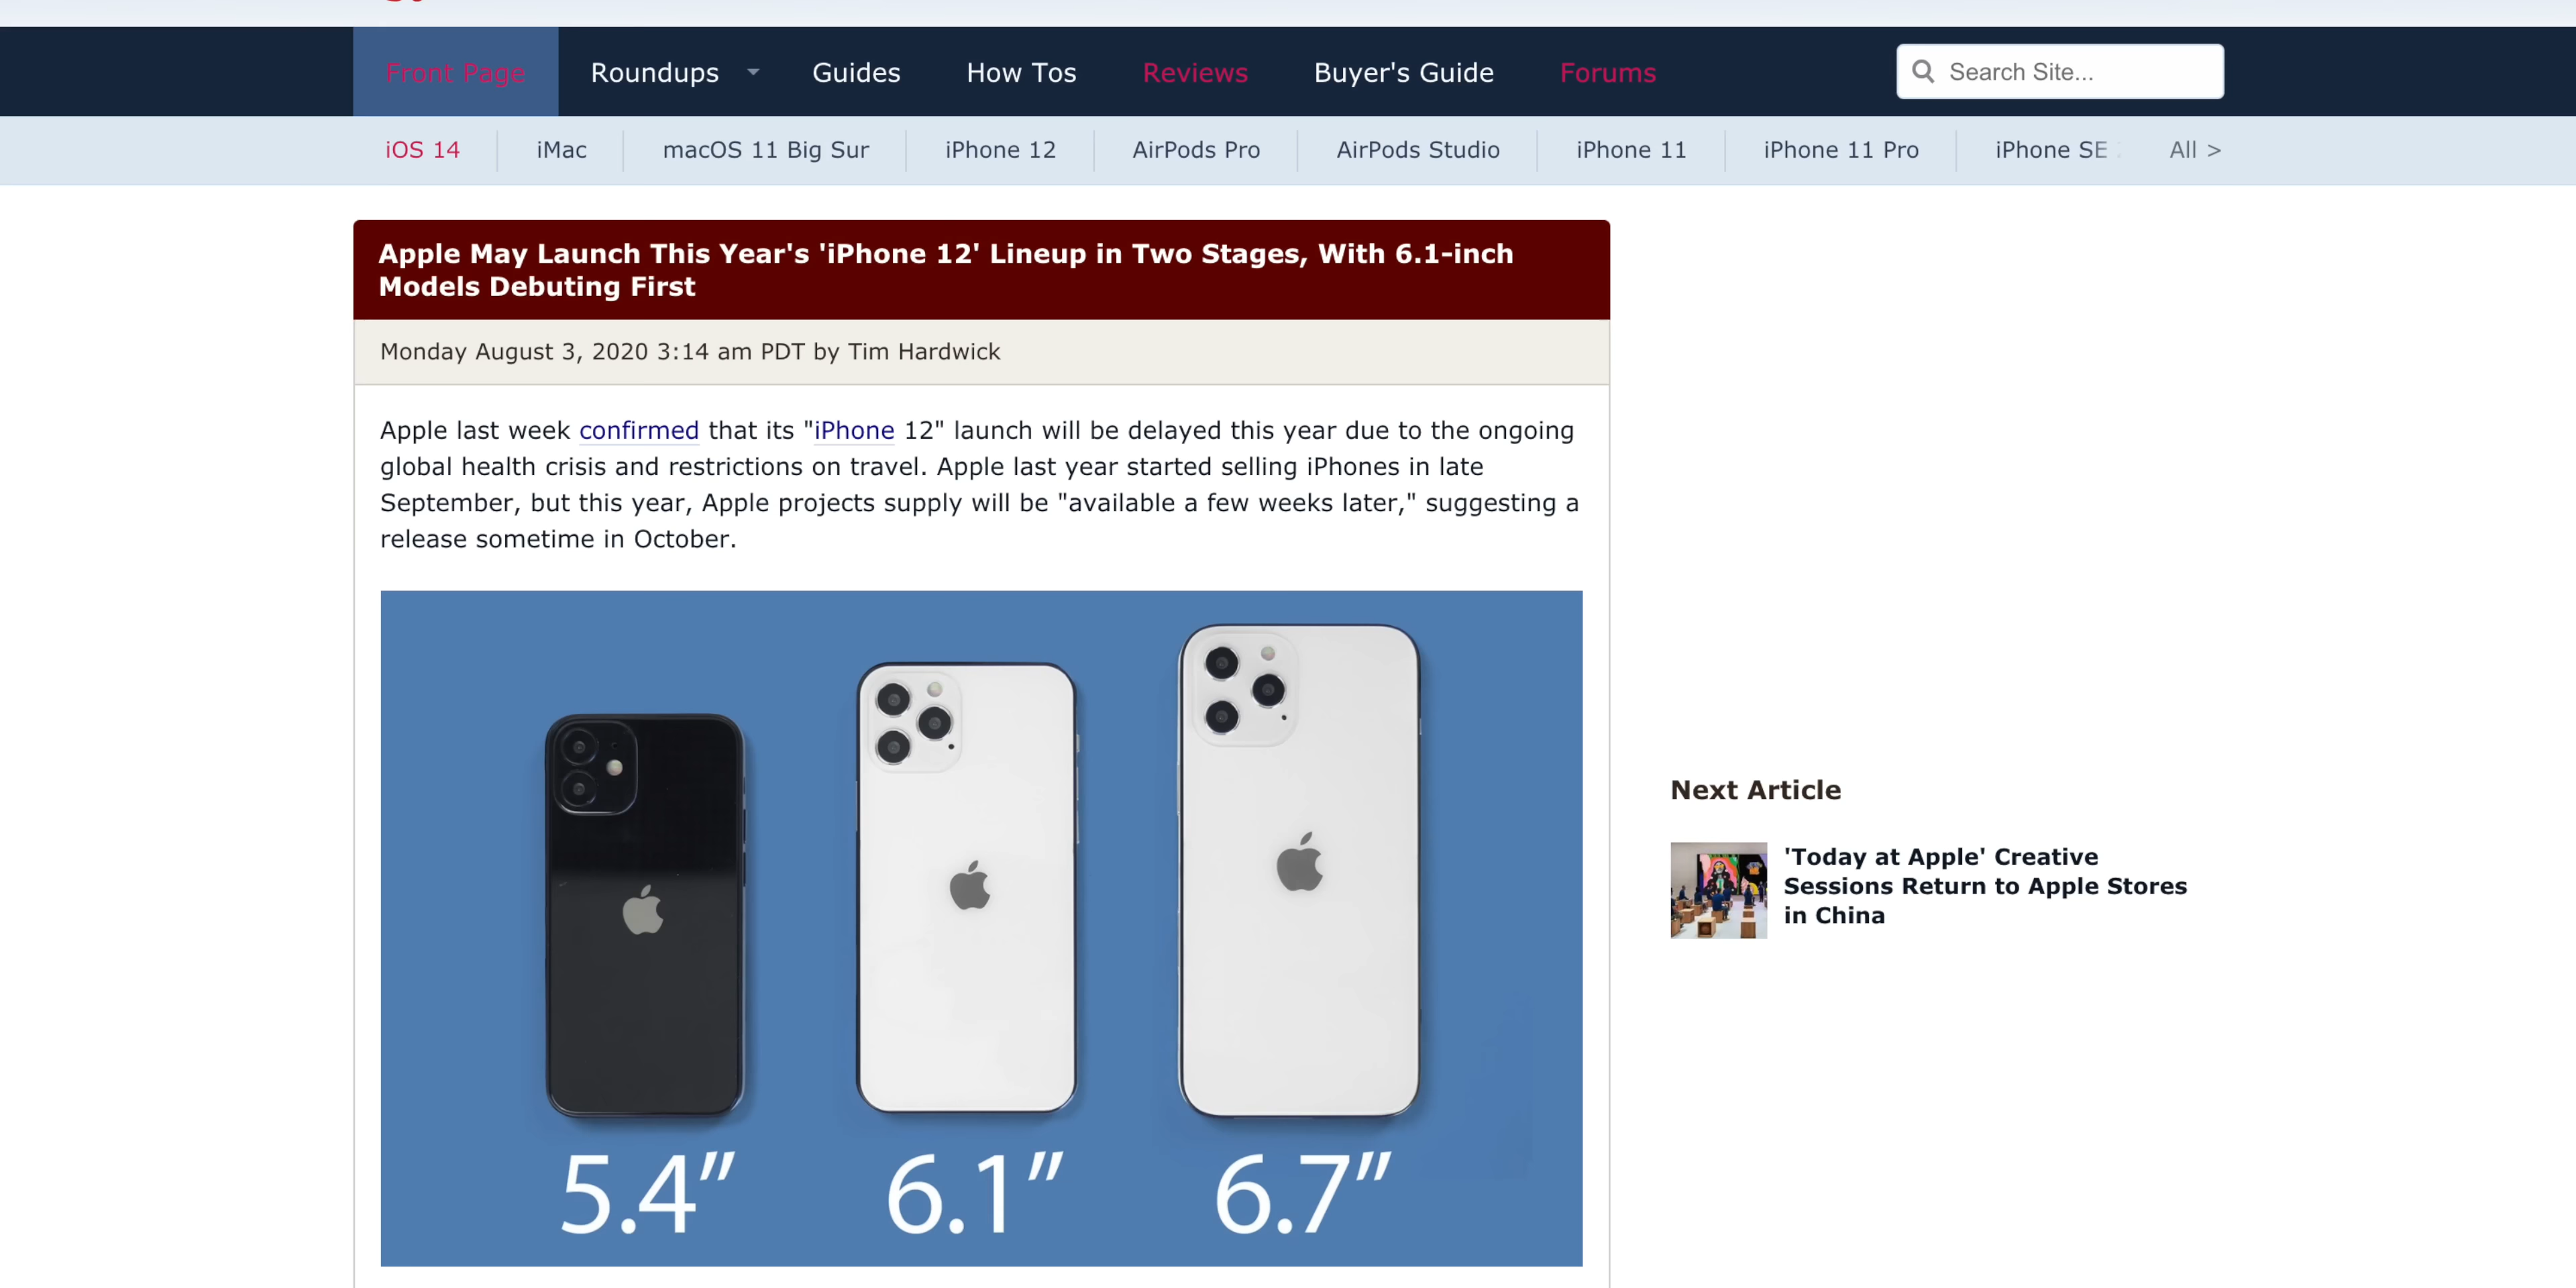 Front Page Roundups Guides How Tos Reviews Buyer's Guide Forums Search Site...
iOS 14 iMac macOS 11 Big Sur iPhone 12 AirPods Pro AirPods Studio iPhone 11 iPhone 11 Pro iPhone SE All >
Apple May Launch This Year's 'iPhone 12' Lineup in Two Stages, With 6.1-inch
Models Debuting First
Monday August 3, 2020 3:14 am PDT by Tim Hardwick
Apple last week confirmed that its "iPhone 12" launch will be delayed this year due to the ongoing
global health crisis and restrictions on travel. Apple last year started selling iPhones in late
September, but this year, Apple projects supply will be "available a few weeks later," suggesting a
release sometime in October.
5.4" 6.1" 6.7"
Next Article
'Today at Apple' Creative
Sessions Return to Apple Stores
in China